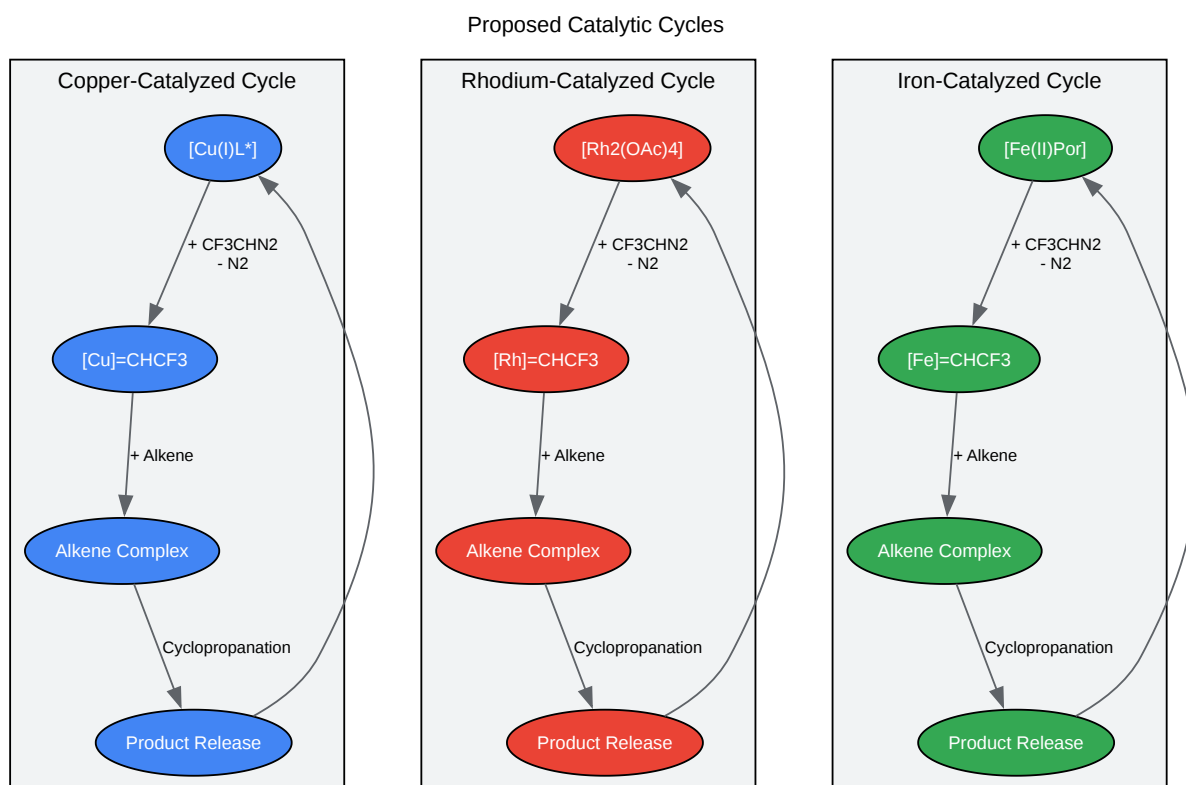 Proposed Catalytic Cycles
Copper-Catalyzed Cycle
[Cu(I)L*]
+ CF3CHN2
- N2
[Cu]=CHCF3
+ Alkene
Alkene Complex
Cyclopropanation
Product Release
Rhodium-Catalyzed Cycle
[Rh2(OAc)4]
+ CF3CHN2
- N2
[Rh]=CHCF3
+ Alkene
Alkene Complex
Cyclopropanation
Product Release
Iron-Catalyzed Cycle
[Fe(II)Por]
+ CF3CHN2
- N2
[Fe]=CHCF3
+ Alkene
Alkene Complex
Cyclopropanation
Product Release